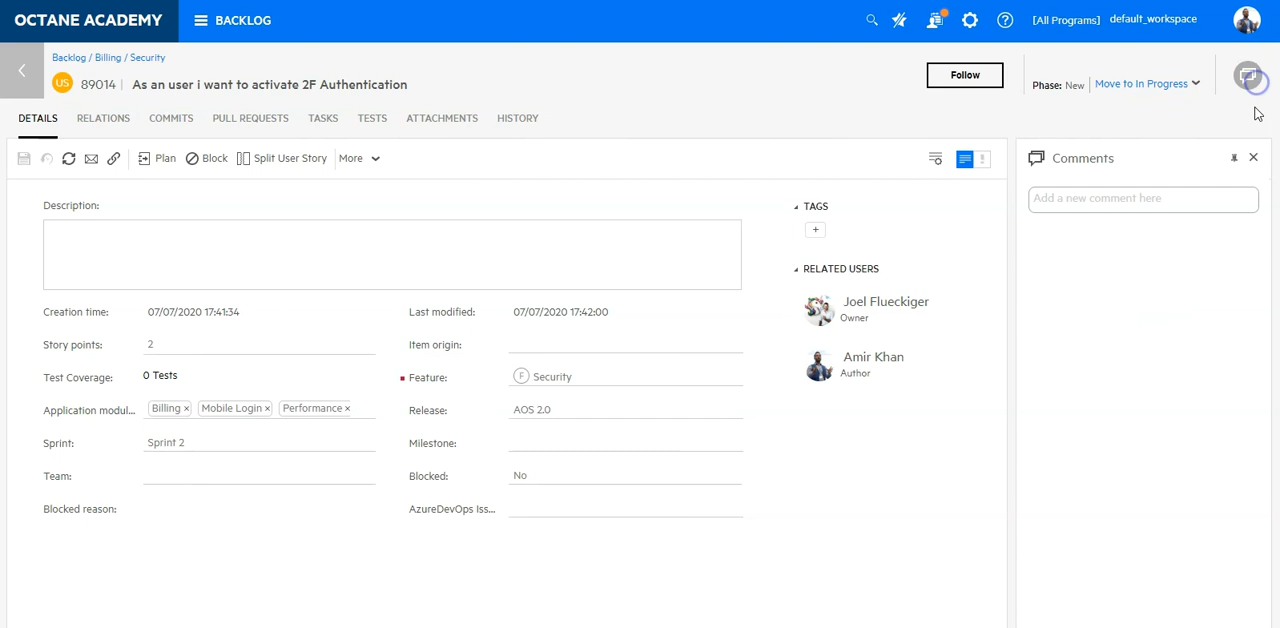 OCTANE ACADEMY
BACKLOG
[All Programs] default_workspace
Backlog / Billing / Security
US 89014 | As an user i want to activate 2F Authentication
Follow
Phase: New | Move to In Progress
DETAILS RELATIONS COMMITS PULL REQUESTS TASKS TESTS ATTACHMENTS HISTORY
Plan Block Split User Story More
Comments
Add a new comment here
Description:
TAGS
+
RELATED USERS
Joel Flueckiger
Owner
Amir Khan
Author
Creation time: 07/07/2020 17:41:34 Last modified: 07/07/2020 17:42:00
Story points: 2 Item origin:
Test Coverage: 0 Tests Feature: F Security
Application modul... Billing × Mobile Login × Performance × Release: AOS 2.0
Sprint: Sprint 2 Milestone:
Team: Blocked: No
Blocked reason: AzureDevOps Iss...